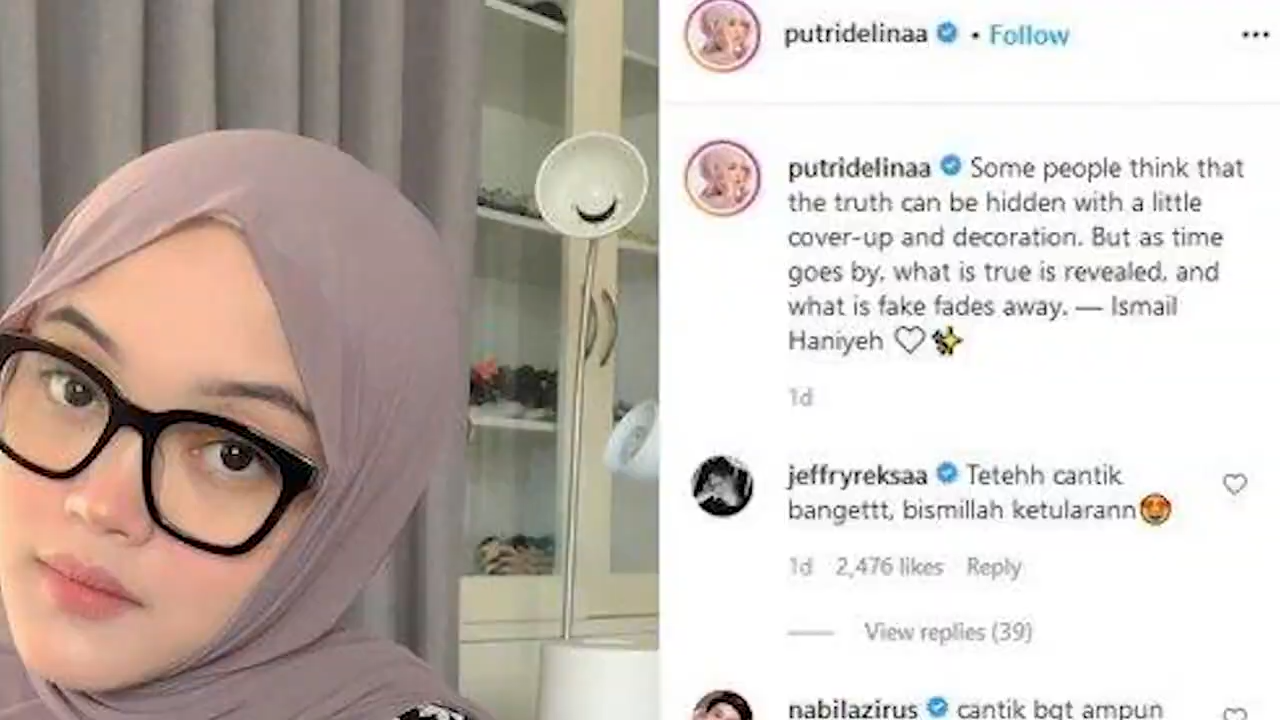 putridelinaa • Follow
putridelinaa Some people think that
the truth can be hidden with a little
cover-up and decoration. But as time
goes by, what is true is revealed, and
what is fake fades away. — Ismail
Haniyeh
1d
jeffryreksaa Tetehh cantik
bangettt, bismillah ketularann
1d 2,476 likes Reply
View replies (39)
nabilazirus cantik bgt ampun